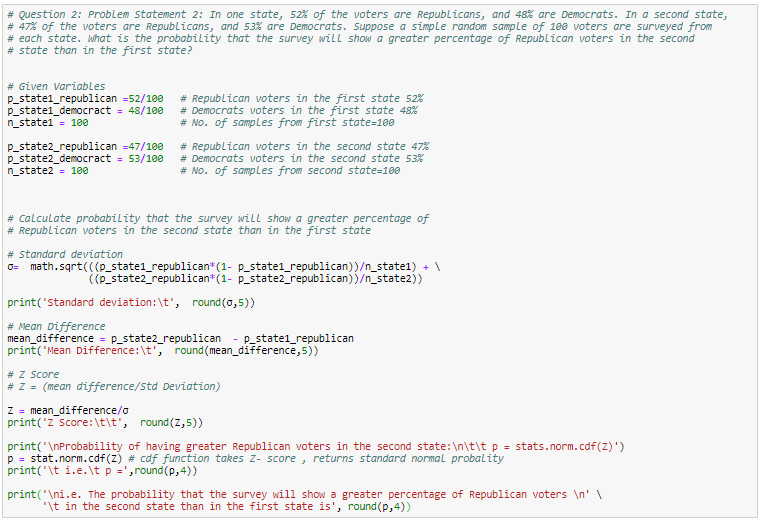 # Question 2: Problem Statement 2: In one state, 52% of the voters are Republicans, and 48% are Democrats. In a second state,
# 47% of the voters are Republicans, and 53% are Democrats. Suppose a simple random sample of 100 voters are surveyed from
# each state. What is the probability that the survey will show a greater percentage of Republican voters in the second
# state than in the first state?
# Given Variables
p_state1_republican =52/100 # Republican voters in the first state 52%
p_state1_democract = 48/100 # Democrats voters in the first state 48%
n_state1 = 100 # No. of samples from first state=100
p_state2_republican =47/100 # Republican voters in the second state 47%
p_state2_democract = 53/100 # Democrats voters in the second state 53%
n_state2 = 100 # No. of samples from second state=100
# Calculate probability that the survey will show a greater percentage of
# Republican voters in the second state than in the first state
# Standard deviation
σ= math.sqrt(((p_state1_republican*(1- p_state1_republican))/n_state1) + \
((p_state2_republican*(1- p_state2_republican))/n_state2))
print('Standard deviation:\t', round(σ,5))
# Mean Difference
mean_difference = p_state2_republican - p_state1_republican
print('Mean Difference:\t', round(mean_difference,5))
# Z Score
# Z = (mean difference/Std Deviation)
Z = mean_difference/σ
print('Z Score:\t\t', round(Z,5))
print('\nProbability of having greater Republican voters in the second state:\n\t\t p = stats.norm.cdf(Z)')
p = stat.norm.cdf(Z) # cdf function takes Z- score , returns standard normal probality
print('\t i.e.\t p =',round(p,4))
print('\ni.e. The probability that the survey will show a greater percentage of Republican voters \n' \
'\t in the second state than in the first state is', round(p,4))